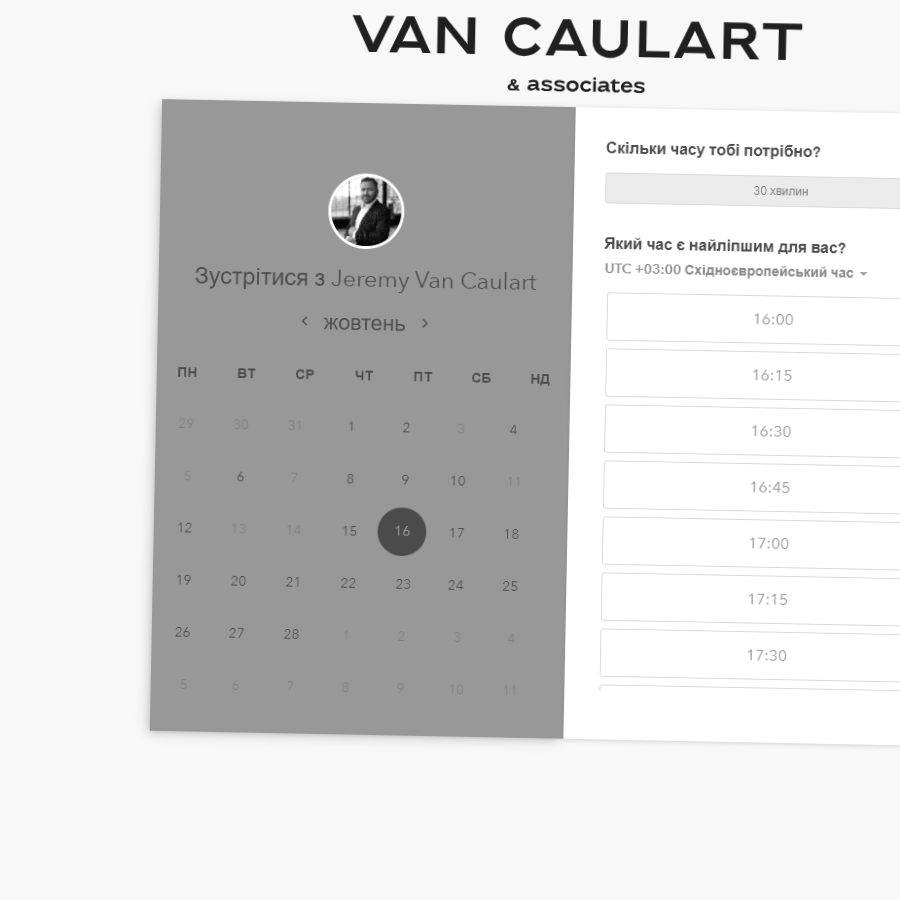 VAN CAULART
& associates
Зустрітися з Jeremy Van Caulart
жовтень
ПН ВТ СР ЧТ ПТ СБ НД
29 30 31 1 2 3 4
5 6 7 8 9 10 11
12 13 14 15 16 17 18
19 20 21 22 23 24 25
26 27 28 1 2 3 4
5 6 7 8 9 10 11
Скільки часу тобі потрібно?
30 хвилин
Який час є найліпшим для вас?
UTC +03:00 Східноєвропейський час
16:00
16:15
16:30
16:45
17:00
17:15
17:30